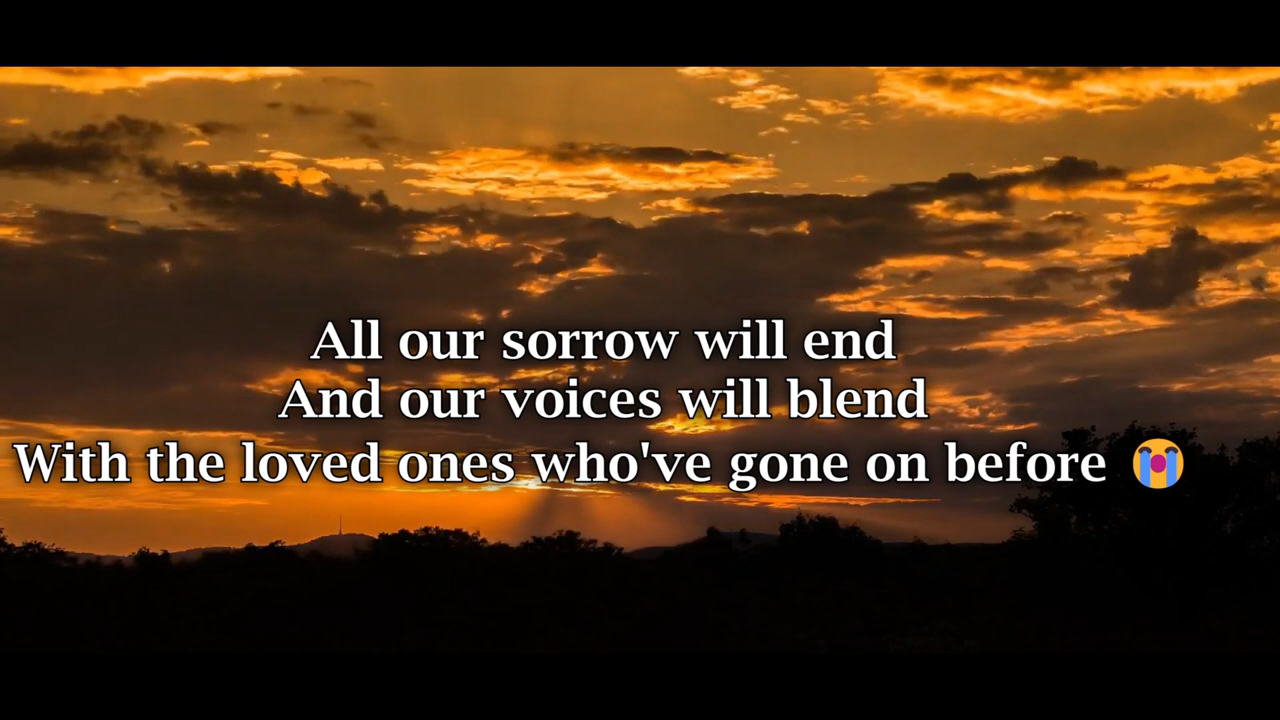 All our sorrow will end
And our voices will blend
With the loved ones who've gone on before 😭